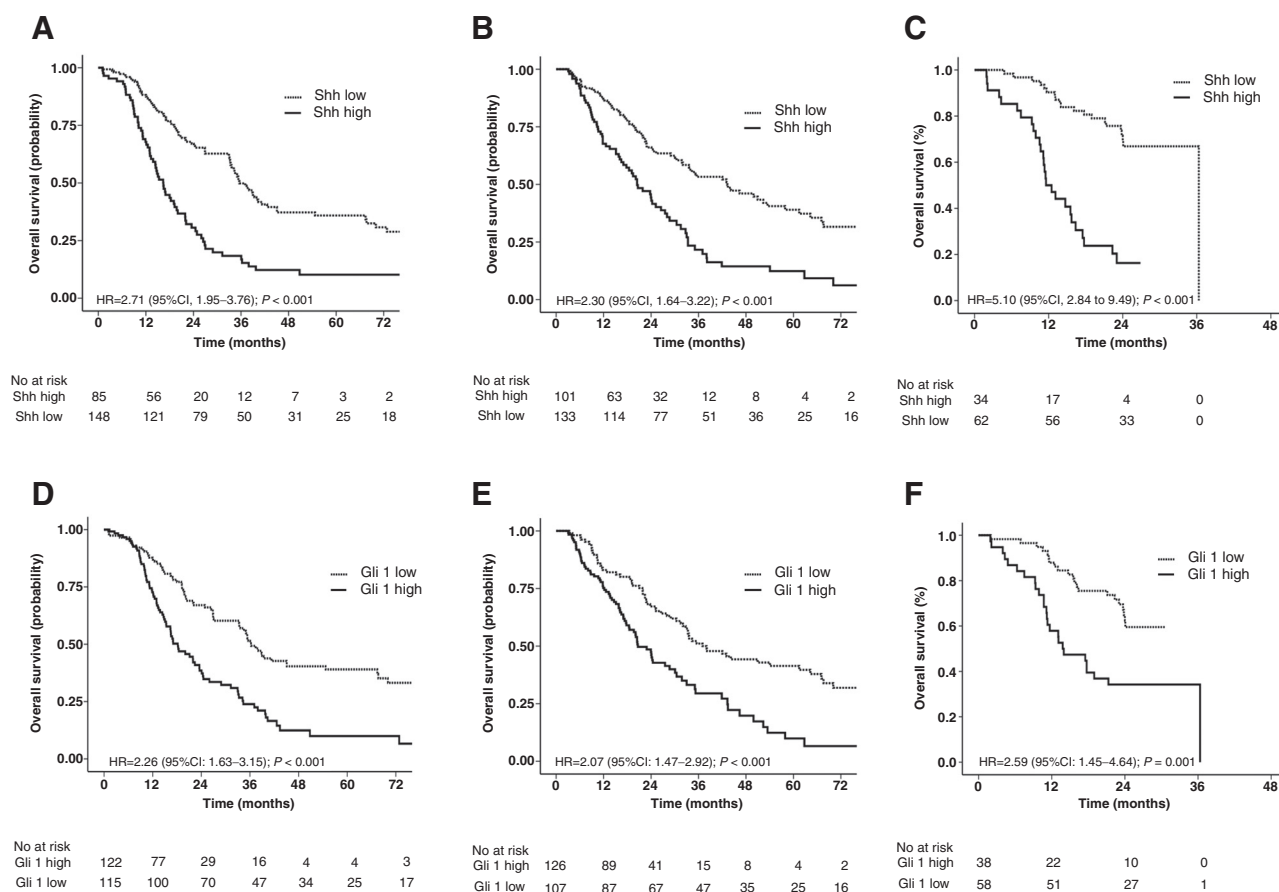 A
Overall survival (probability)
1.00
0.75
0.50
0.25
0.00
Shh low
Shh high
HR=2.71 (95%CI, 1.95–3.76); P < 0.001
0 12 24 36 48 60 72
Time (months)
No at risk
Shh high 85 56 20 12 7 3 2
Shh low 148 121 79 50 31 25 18
B
Overall survival (probability)
1.00
0.75
0.50
0.25
0.00
Shh low
Shh high
HR=2.30 (95%CI, 1.64–3.22); P < 0.001
0 12 24 36 48 60 72
Time (months)
No at risk
Shh high 101 63 32 12 8 4 2
Shh low 133 114 77 51 36 25 16
C
Overall survival (%)
1.0
0.8
0.6
0.4
0.2
0.0
Shh low
Shh high
HR=5.10 (95%CI, 2.84 to 9.49); P < 0.001
0 12 24 36 48
Time (months)
No at risk
Shh high 34 17 4 0
Shh low 62 56 33 0
D
Overall survival (probability)
1.00
0.75
0.50
0.25
0.00
Gli 1 low
Gli 1 high
HR=2.26 (95%CI: 1.63–3.15); P < 0.001
0 12 24 36 48 60 72
Time (months)
No at risk
Gli 1 high 122 77 29 16 4 4 3
Gli 1 low 115 100 70 47 34 25 17
E
Overall survival (probability)
1.00
0.75
0.50
0.25
0.00
Gli 1 low
Gli 1 high
HR=2.07 (95%CI: 1.47–2.92); P < 0.001
0 12 24 36 48 60 72
Time (months)
No at risk
Gli 1 high 126 89 41 15 8 4 2
Gli 1 low 107 87 67 47 35 25 16
F
Overall survival (%)
1.0
0.8
0.6
0.4
0.2
0.0
Gli 1 low
Gli 1 high
HR=2.59 (95%CI: 1.45–4.64); P = 0.001
0 12 24 36 48
Time (months)
No at risk
Gli 1 high 38 22 10 0
Gli 1 low 58 51 27 1